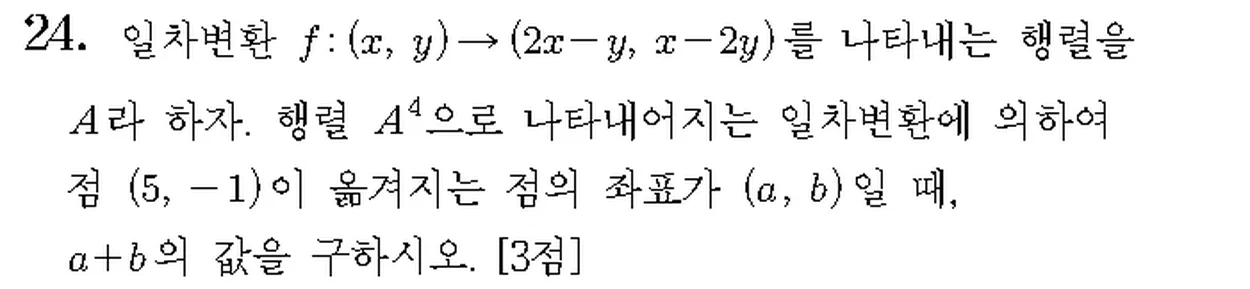 24. 일차변환 f : (x, y) → (2x − y, x − 2y)를 나타내는 행렬을
A라 하자. 행렬 A⁴으로 나타내어지는 일차변환에 의하여
점 (5, −1)이 옮겨지는 점의 좌표가 (a, b)일 때,
a+b의 값을 구하시오. [3점]